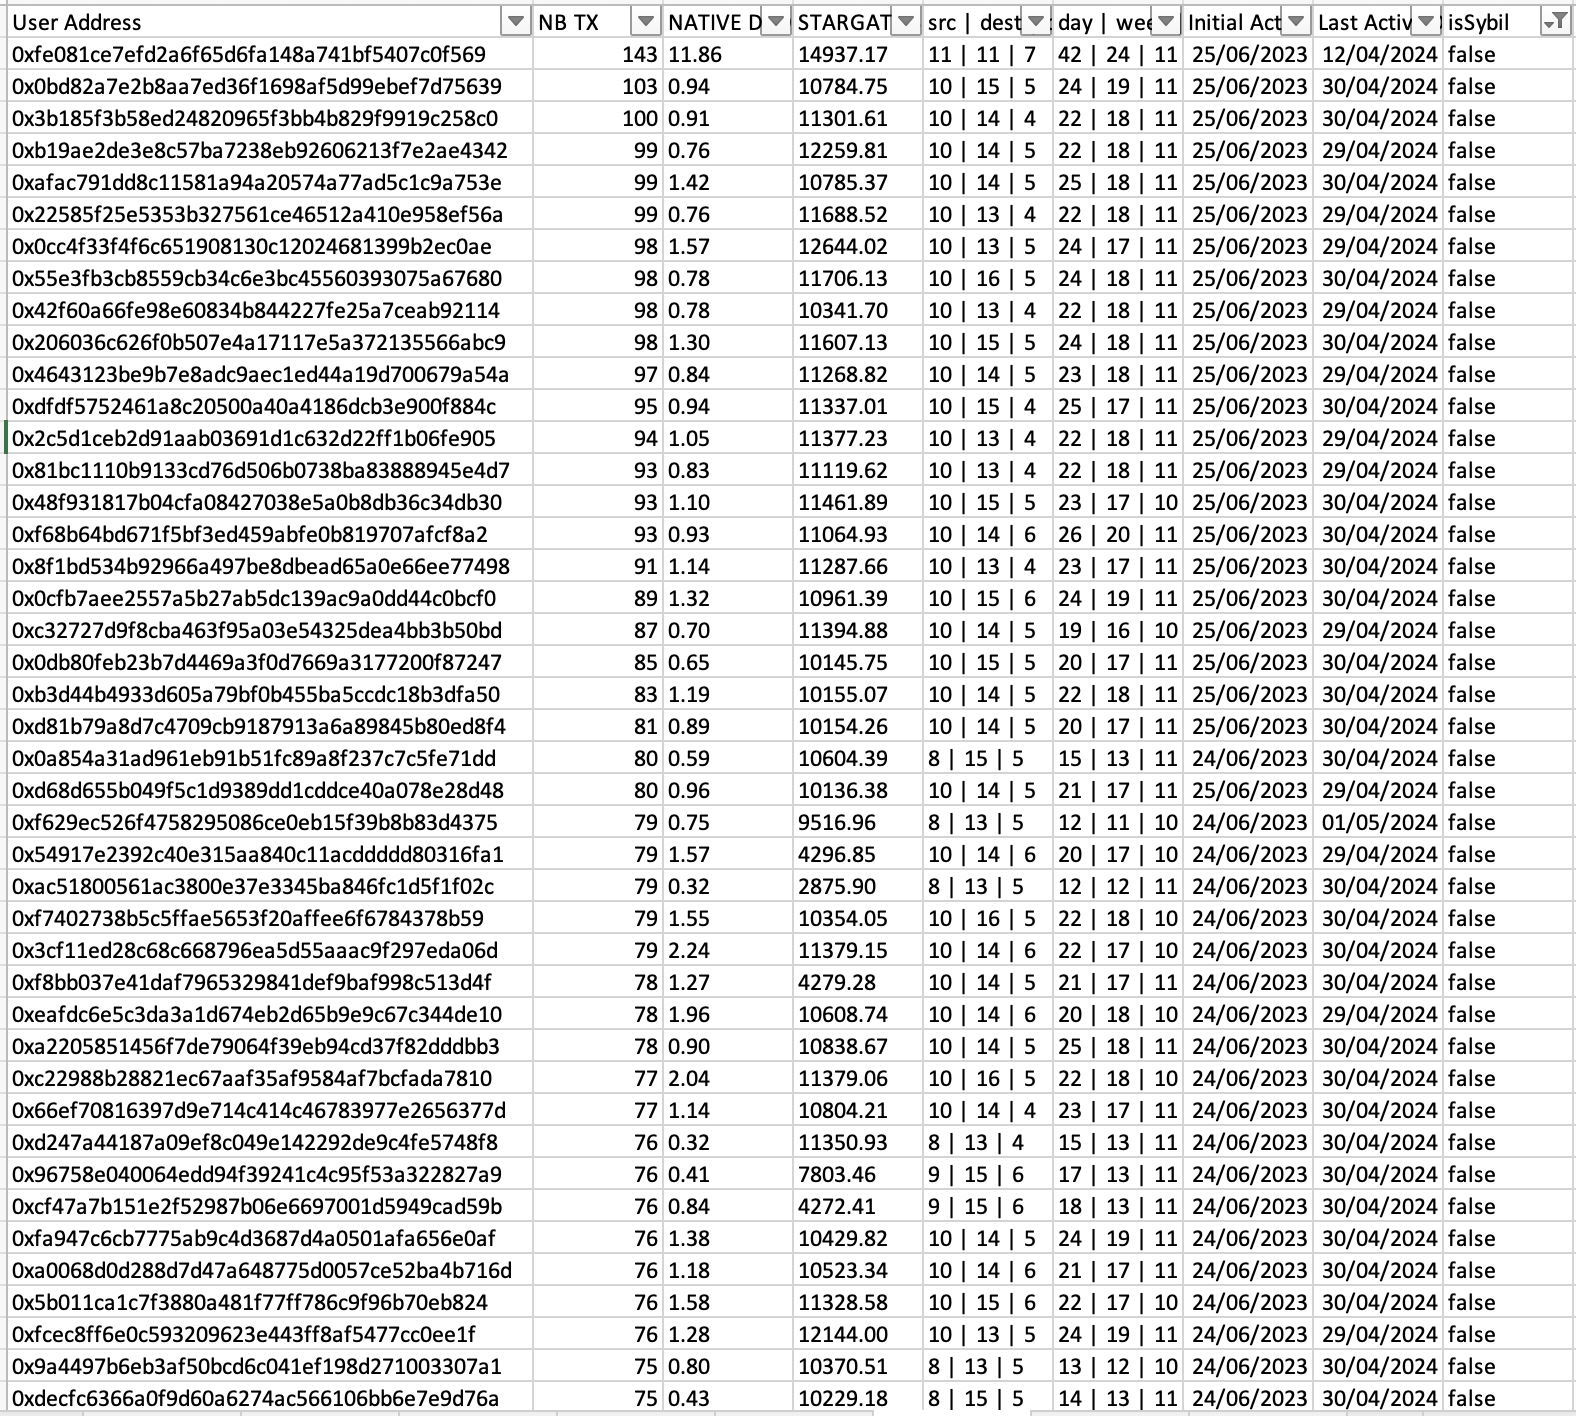 User Address NB TX NATIVE D STARGAT src | dest day | wee Initial Act Last Activ isSybil
0xfe081ce7efd2a6f65d6fa148a741bf5407c0f569 143 11.86 14937.17 11 | 11 | 7 42 | 24 | 11 25/06/2023 12/04/2024 false
0x0bd82a7e2b8aa7ed36f1698af5d99ebef7d75639 103 0.94 10784.75 10 | 15 | 5 24 | 19 | 11 25/06/2023 30/04/2024 false
0x3b185f3b58ed24820965f3bb4b829f9919c258c0 100 0.91 11301.61 10 | 14 | 4 22 | 18 | 11 25/06/2023 30/04/2024 false
0xb19ae2de3e8c57ba7238eb92606213f7e2ae4342 99 0.76 12259.81 10 | 14 | 5 22 | 18 | 11 25/06/2023 29/04/2024 false
0xafac791dd8c11581a94a20574a77ad5c1c9a753e 99 1.42 10785.37 10 | 14 | 5 25 | 18 | 11 25/06/2023 30/04/2024 false
0x22585f25e5353b327561ce46512a410e958ef56a 99 0.76 11688.52 10 | 13 | 4 22 | 18 | 11 25/06/2023 29/04/2024 false
0x0cc4f33f4f6c651908130c12024681399b2ec0ae 98 1.57 12644.02 10 | 13 | 5 24 | 17 | 11 25/06/2023 29/04/2024 false
0x55e3fb3cb8559cb34c6e3bc45560393075a67680 98 0.78 11706.13 10 | 16 | 5 24 | 18 | 11 25/06/2023 30/04/2024 false
0x42f60a66fe98e60834b844227fe25a7ceab92114 98 0.78 10341.70 10 | 13 | 4 22 | 18 | 11 25/06/2023 29/04/2024 false
0x206036c626f0b507e4a17117e5a372135566abc9 98 1.30 11607.13 10 | 15 | 5 24 | 18 | 11 25/06/2023 30/04/2024 false
0x4643123be9b7e8adc9aec1ed44a19d700679a54a 97 0.84 11268.82 10 | 14 | 5 23 | 18 | 11 25/06/2023 29/04/2024 false
0xdfdf5752461a8c20500a40a4186dcb3e900f884c 95 0.94 11337.01 10 | 15 | 4 25 | 17 | 11 25/06/2023 30/04/2024 false
0x2c5d1ceb2d91aab03691d1c632d22ff1b06fe905 94 1.05 11377.23 10 | 13 | 4 22 | 18 | 11 25/06/2023 29/04/2024 false
0x81bc1110b9133cd76d506b0738ba83888945e4d7 93 0.83 11119.62 10 | 13 | 4 22 | 18 | 11 25/06/2023 29/04/2024 false
0x48f931817b04cfa08427038e5a0b8db36c34db30 93 1.10 11461.89 10 | 15 | 5 23 | 17 | 10 25/06/2023 30/04/2024 false
0xf68b64bd671f5bf3ed459abfe0b819707afcf8a2 93 0.93 11064.93 10 | 14 | 6 26 | 20 | 11 25/06/2023 30/04/2024 false
0x8f1bd534b92966a497be8dbead65a0e66ee77498 91 1.14 11287.66 10 | 13 | 4 23 | 17 | 11 25/06/2023 30/04/2024 false
0x0cfb7aee2557a5b27ab5dc139ac9a0dd44c0bcf0 89 1.32 10961.39 10 | 15 | 6 24 | 19 | 11 25/06/2023 30/04/2024 false
0xc32727d9f8cba463f95a03e54325dea4bb3b50bd 87 0.70 11394.88 10 | 14 | 5 19 | 16 | 10 25/06/2023 29/04/2024 false
0x0db80feb23b7d4469a3f0d7669a3177200f87247 85 0.65 10145.75 10 | 15 | 5 20 | 17 | 11 25/06/2023 30/04/2024 false
0xb3d44b4933d605a79bf0b455ba5ccdc18b3dfa50 83 1.19 10155.07 10 | 14 | 5 22 | 18 | 11 25/06/2023 30/04/2024 false
0xd81b79a8d7c4709cb9187913a6a89845b80ed8f4 81 0.89 10154.26 10 | 14 | 5 20 | 17 | 11 25/06/2023 30/04/2024 false
0x0a854a31ad961eb91b51fc89a8f237c7c5fe71dd 80 0.59 10604.39 8 | 15 | 5 15 | 13 | 11 24/06/2023 30/04/2024 false
0xd68d655b049f5c1d9389dd1cddce40a078e28d48 80 0.96 10136.38 10 | 14 | 5 21 | 17 | 11 25/06/2023 29/04/2024 false
0xf629ec526f4758295086ce0eb15f39b8b83d4375 79 0.75 9516.96 8 | 13 | 5 12 | 11 | 10 24/06/2023 01/05/2024 false
0x54917e2392c40e315aa840c11acddddd80316fa1 79 1.57 4296.85 10 | 14 | 6 20 | 17 | 10 24/06/2023 29/04/2024 false
0xac51800561ac3800e37e3345ba846fc1d5f1f02c 79 0.32 2875.90 8 | 13 | 5 12 | 12 | 11 24/06/2023 30/04/2024 false
0xf7402738b5c5ffae5653f20affee6f6784378b59 79 1.55 10354.05 10 | 16 | 5 22 | 18 | 10 24/06/2023 30/04/2024 false
0x3cf11ed28c68c668796ea5d55aaac9f297eda06d 79 2.24 11379.15 10 | 14 | 6 22 | 17 | 10 24/06/2023 30/04/2024 false
0xf8bb037e41daf7965329841def9baf998c513d4f 78 1.27 4279.28 10 | 14 | 5 21 | 17 | 11 24/06/2023 30/04/2024 false
0xeafdc6e5c3da3a1d674eb2d65b9e9c67c344de10 78 1.96 10608.74 10 | 14 | 6 20 | 18 | 10 24/06/2023 29/04/2024 false
0xa2205851456f7de79064f39eb94cd37f82dddbb3 78 0.90 10838.67 10 | 14 | 5 25 | 18 | 11 24/06/2023 30/04/2024 false
0xc22988b28821ec67aaf35af9584af7bcfada7810 77 2.04 11379.06 10 | 16 | 5 22 | 18 | 10 24/06/2023 30/04/2024 false
0x66ef70816397d9e714c414c46783977e2656377d 77 1.14 10804.21 10 | 14 | 4 23 | 17 | 11 24/06/2023 30/04/2024 false
0xd247a44187a09ef8c049e142292de9c4fe5748f8 76 0.32 11350.93 8 | 13 | 4 15 | 13 | 11 24/06/2023 30/04/2024 false
0x96758e040064edd94f39241c4c95f53a322827a9 76 0.41 7803.46 9 | 15 | 6 17 | 13 | 11 24/06/2023 30/04/2024 false
0xcf47a7b151e2f52987b06e6697001d5949cad59b 76 0.84 4272.41 9 | 15 | 6 18 | 13 | 11 24/06/2023 30/04/2024 false
0xfa947c6cb7775ab9c4d3687d4a0501afa656e0af 76 1.38 10429.82 10 | 14 | 5 24 | 19 | 11 24/06/2023 30/04/2024 false
0xa0068d0d288d7d47a648775d0057ce52ba4b716d 76 1.18 10523.34 10 | 14 | 6 21 | 17 | 11 24/06/2023 30/04/2024 false
0x5b011ca1c7f3880a481f77ff786c9f96b70eb824 76 1.58 11328.58 10 | 15 | 6 22 | 17 | 10 24/06/2023 30/04/2024 false
0xfcec8ff6e0c593209623e443ff8af5477cc0ee1f 76 1.28 12144.00 10 | 13 | 5 24 | 19 | 11 24/06/2023 29/04/2024 false
0x9a4497b6eb3af50bcd6c041ef198d271003307a1 75 0.80 10370.51 8 | 13 | 5 13 | 12 | 10 24/06/2023 30/04/2024 false
0xdecfc6366a0f9d60a6274ac566106bb6e7e9d76a 75 0.43 10229.18 8 | 15 | 5 14 | 13 | 11 24/06/2023 30/04/2024 false